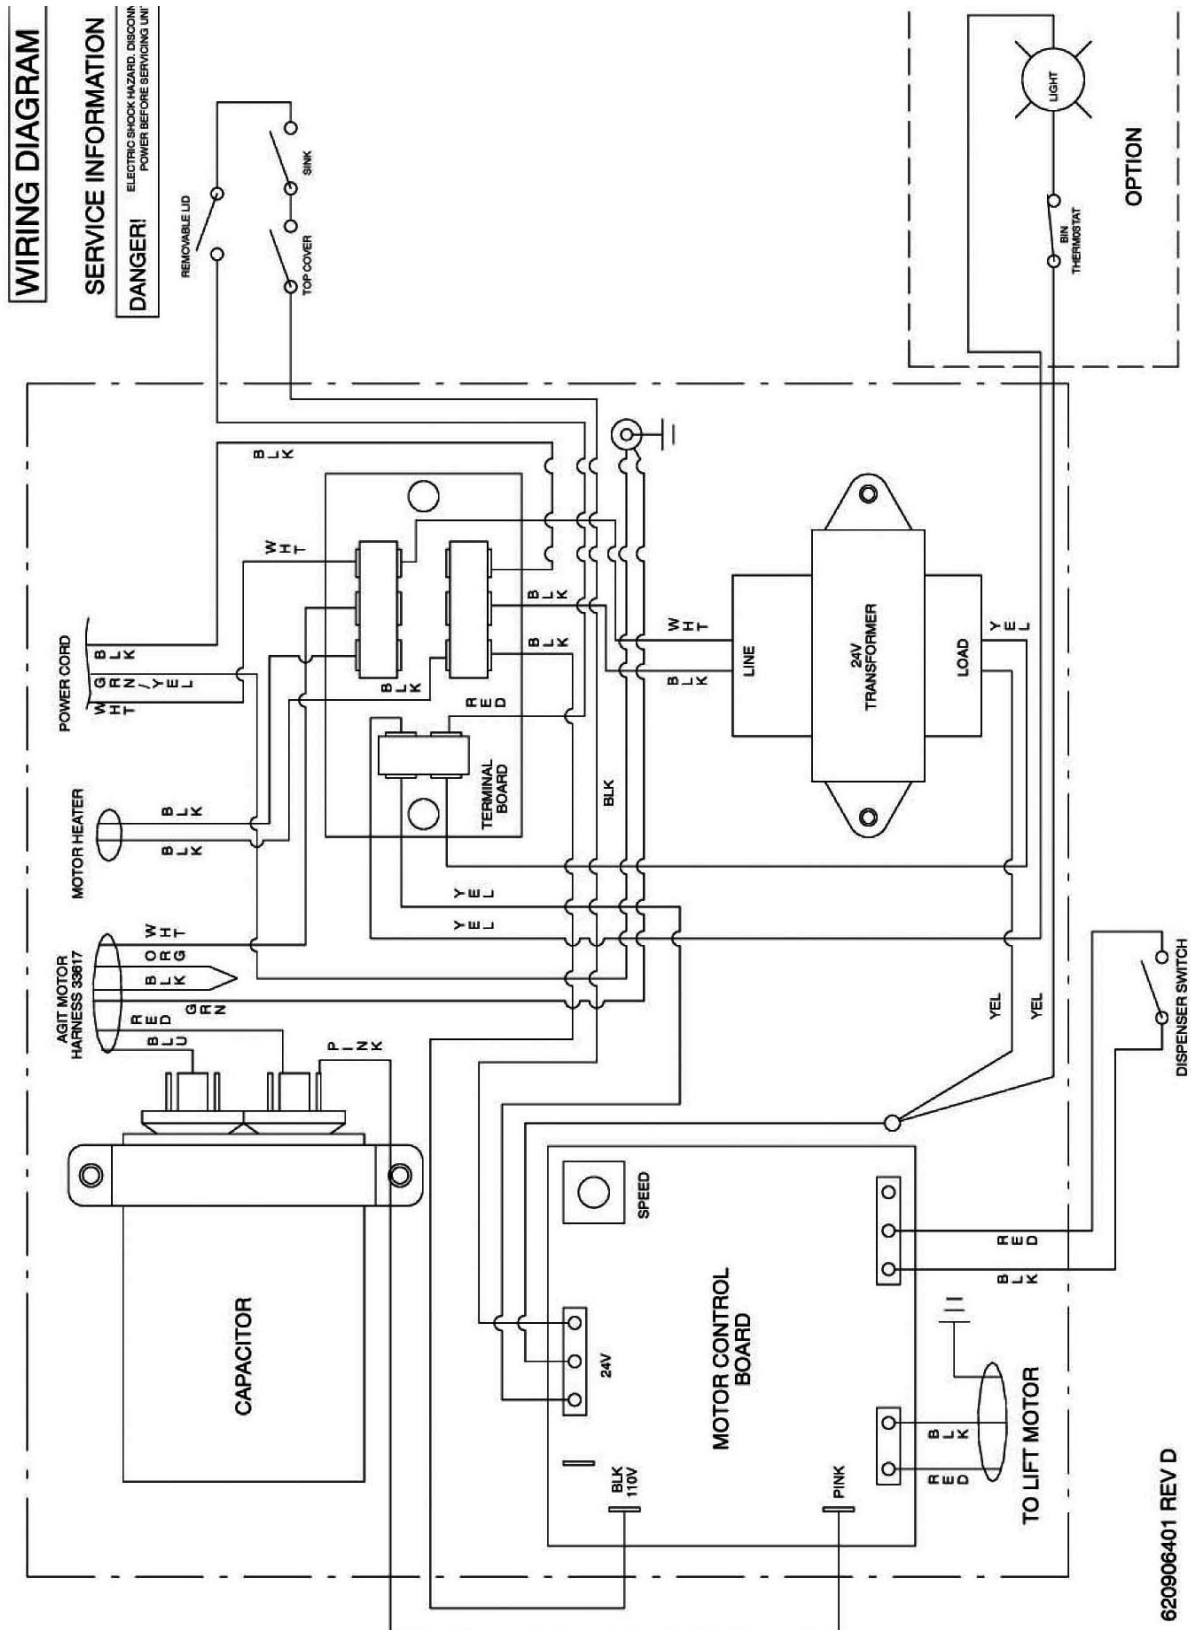 WIRING DIAGRAM
SERVICE INFORMATION
DANGER!
ELECTRIC SHOCK HAZARD. DISCONN
POWER BEFORE SERVICING UNI
REMOVABLE LID
SINK
TOP COVER
LIGHT
BIN
THERMOSTAT
OPTION
POWER CORD
BLK
GRN/YEL
WHT
BLK
WHT
MOTOR HEATER
BLK
BLK
AGIT MOTOR
HARNESS 33617
WHT
ORG
BLK
GRN
RED
BLU
PINK
BLK
BLK
BLK
RED
TERMINAL
BOARD
BLK
YEL
YEL
WHT
BLK
LINE
24V
TRANSFORMER
LOAD
YEL
YEL
YEL
CAPACITOR
SPEED
24V
MOTOR CONTROL
BOARD
BLK
110V
PINK
RED
BLK
DISPENSER SWITCH
BLK
RED
TO LIFT MOTOR
620906401 REV D